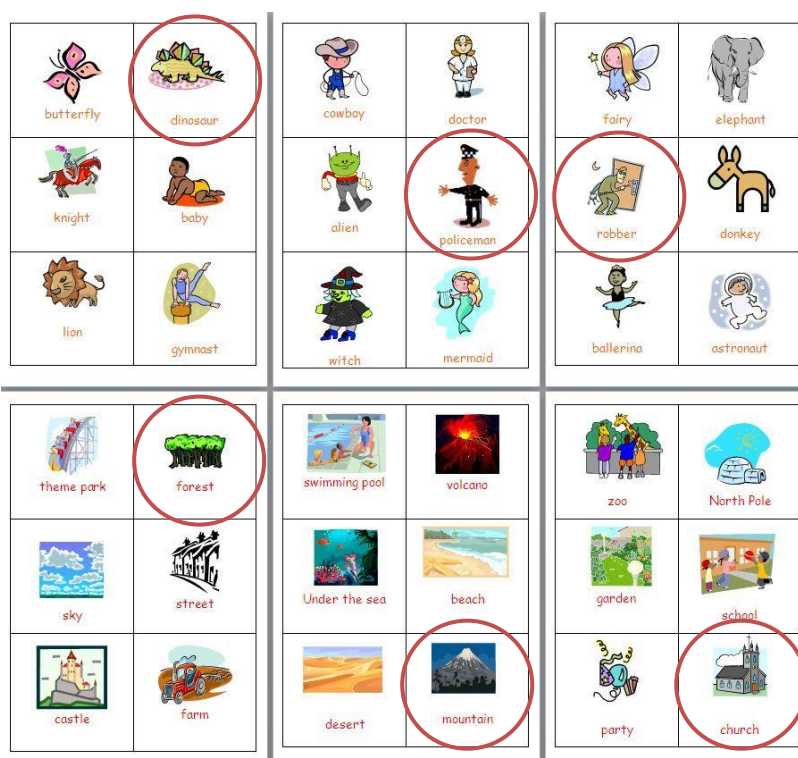 butterfly
dinosaur
knight
baby
lion
gymnast
cowboy
doctor
alien
policeman
witch
mermaid
fairy
elephant
robber
donkey
ballerina
astronaut
theme park
forest
sky
street
castle
farm
swimming pool
volcano
Under the sea
beach
desert
mountain
zoo
North Pole
garden
school
party
church